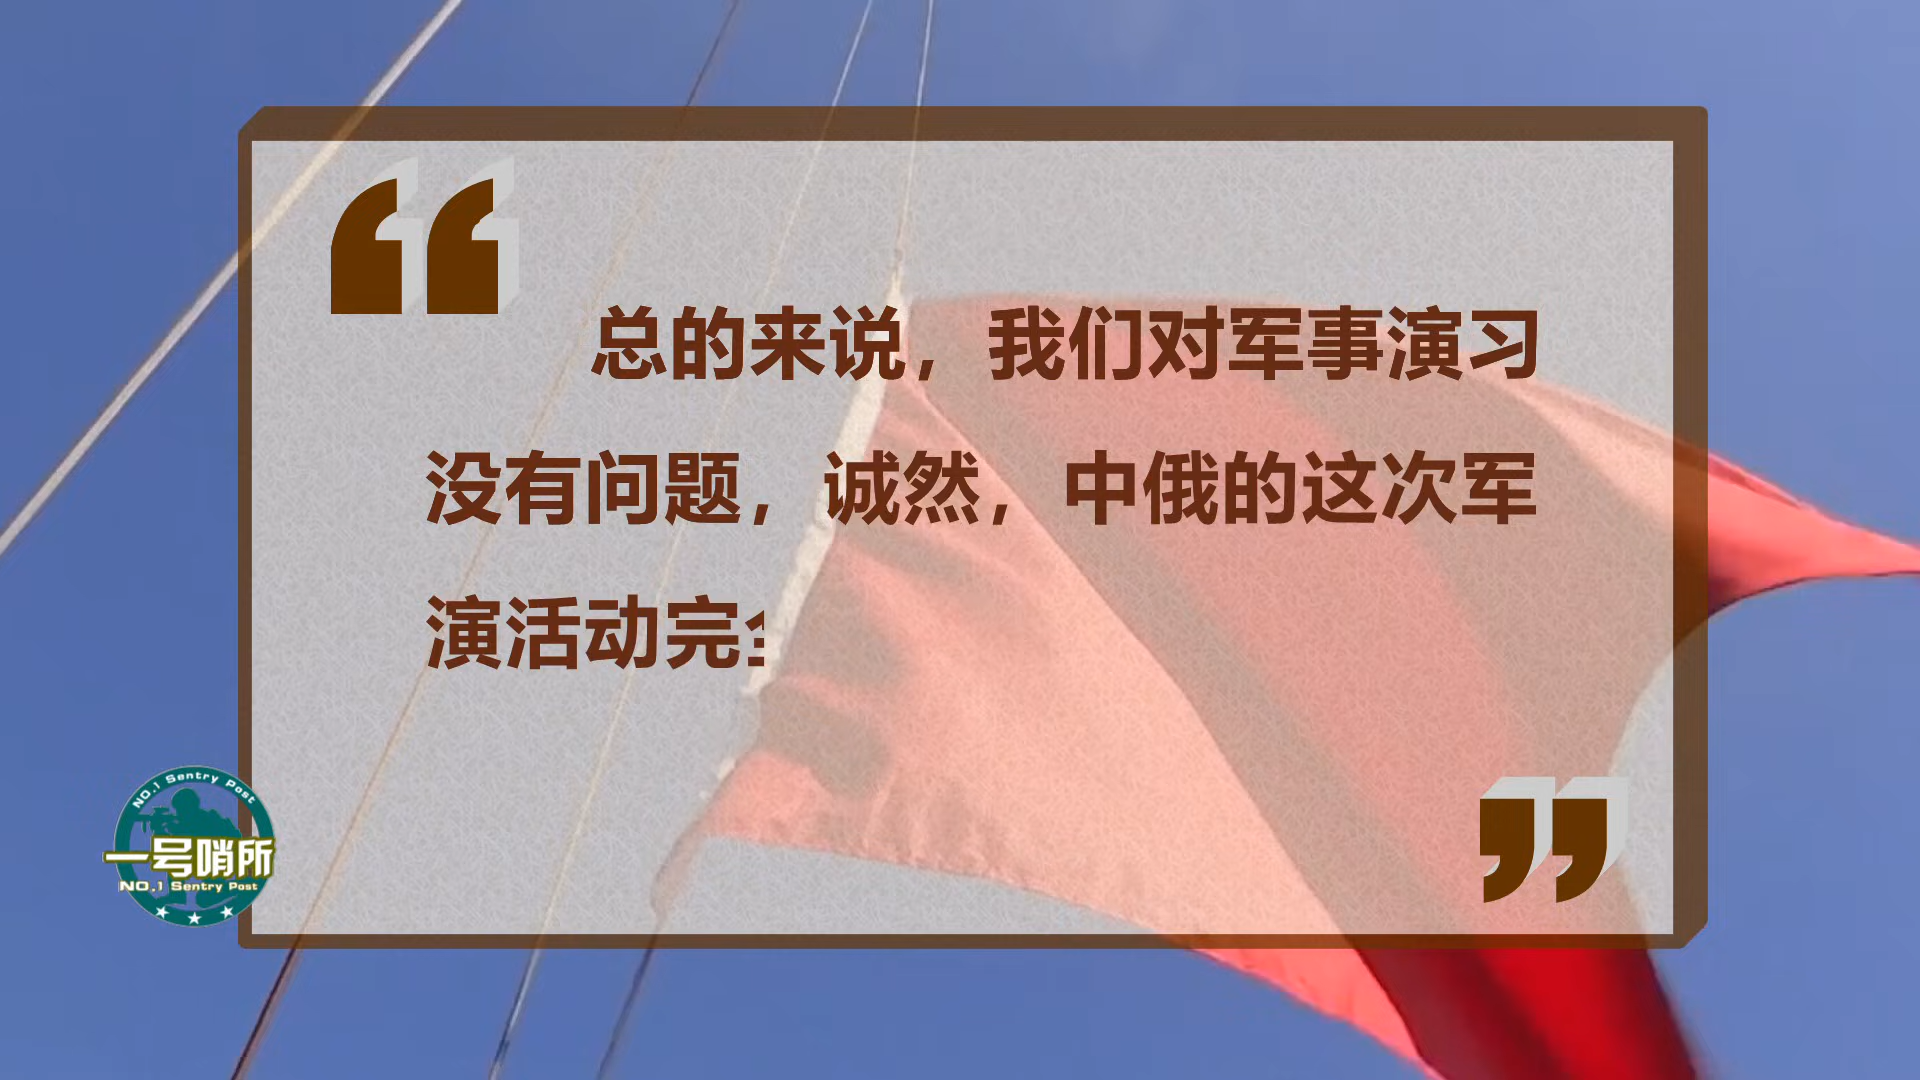 总的来说，我们对军事演习
没有问题，诚然，中俄的这次军
演活动完
NO.1 Sentry Post
一号哨所
NO.1 Sentry Post